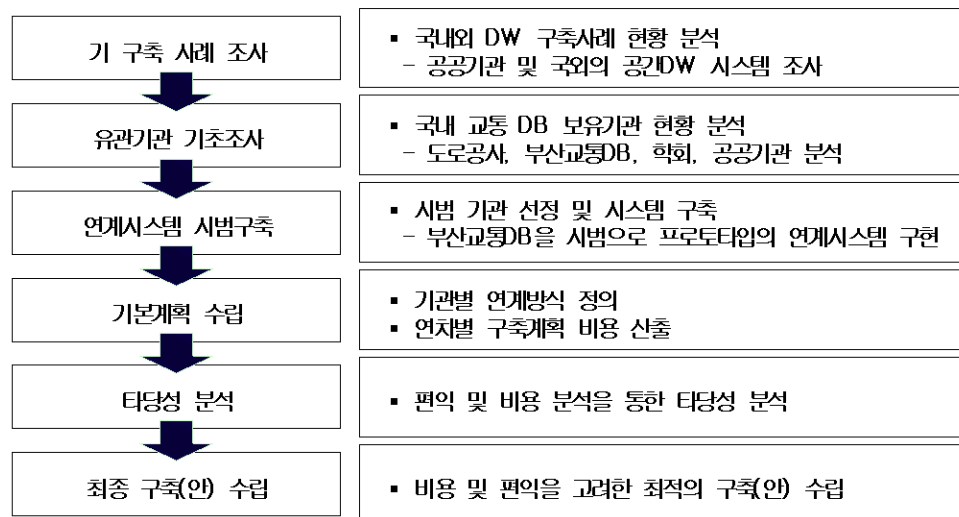 기 구축 사례 조사
▪ 국내외 DW 구축사례 현황 분석
– 공공기관 및 국외의 공간DW 시스템 조사
유관기관 기초조사
▪ 국내 교통 DB 보유기관 현황 분석
– 도로공사, 부산교통DB, 학회, 공공기관 분석
연계시스템 시범구축
▪ 시범 기관 선정 및 시스템 구축
– 부산교통DB을 시범으로 프로토타입의 연계시스템 구현
기본계획 수립
▪ 기관별 연계방식 정의
▪ 연차별 구축계획 비용 산출
타당성 분석
▪ 편익 및 비용 분석을 통한 타당성 분석
최종 구축(안) 수립
▪ 비용 및 편익을 고려한 최적의 구축(안) 수립